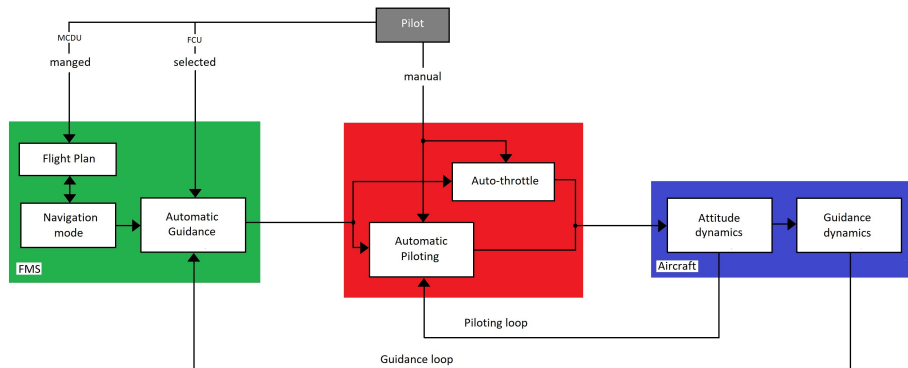 Pilot
MCDU
FCU
manged
selected
manual
Flight Plan
Auto-throttle
Navigation
mode
Automatic
Guidance
Automatic
Piloting
Attitude
dynamics
Guidance
dynamics
FMS
Aircraft
Piloting loop
Guidance loop